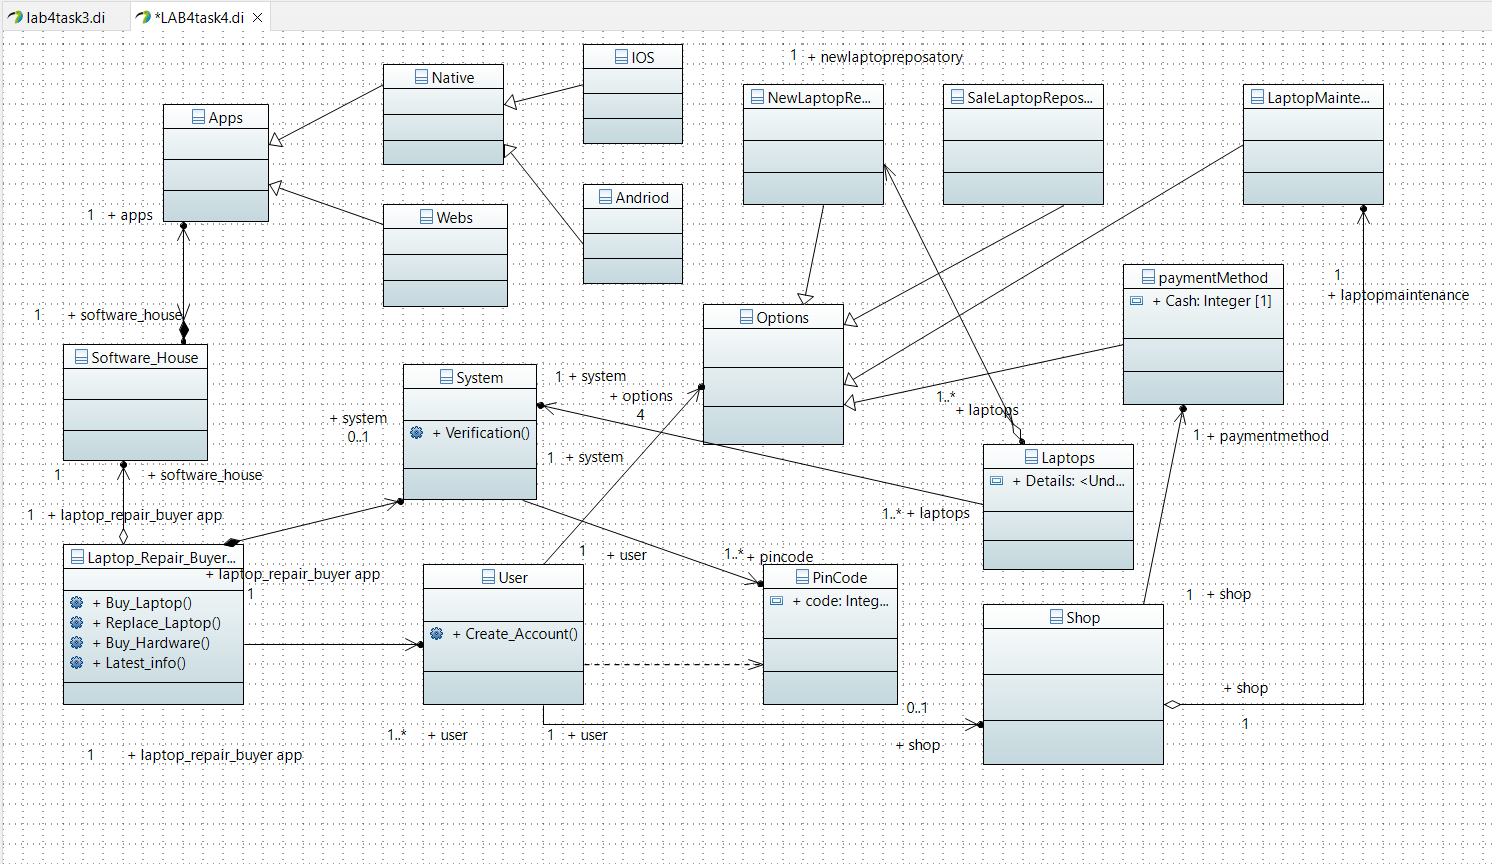 lab4task3.di
*LAB4task4.di
1 + newlaptopreposatory
IOS
Native
Apps
NewLaptopRe...
SaleLaptopRepos...
LaptopMainte...
Andriod
Webs
1 + apps
paymentMethod
+ Cash: Integer [1]
1
+ laptopmaintenance
1 + software_house
Options
Software_House
System
1 + system
+ options
4
1..*
+ laptops
+ system
0..1
+ Verification()
1 + paymentmethod
1 + system
Laptops
+ Details: <Und...
1 + software_house
1 + laptop_repair_buyer app
1..* + laptops
Laptop_Repair_Buyer...
1 + user
1..* + pincode
+ laptop_repair_buyer app
1
User
PinCode
+ code: Integ...
1 + shop
+ Buy_Laptop()
+ Replace_Laptop()
+ Buy_Hardware()
+ Latest_info()
+ Create_Account()
Shop
+ shop
1
0..1
1..* + user
1 + user
+ shop
1 + laptop_repair_buyer app